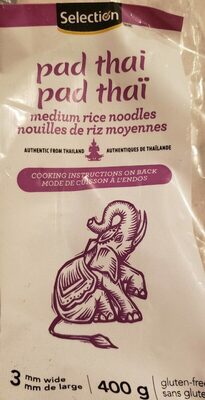 Selection
pad thai
pad thaï
medium rice noodles
nouilles de riz moyennes
AUTHENTIC FROM THAILAND AUTHENTIQUES DE THAÏLANDE
COOKING INSTRUCTIONS ON BACK
MODE DE CUISSON À L'ENDOS
3 mm wide
mm de large
400 g
gluten-free
sans glute